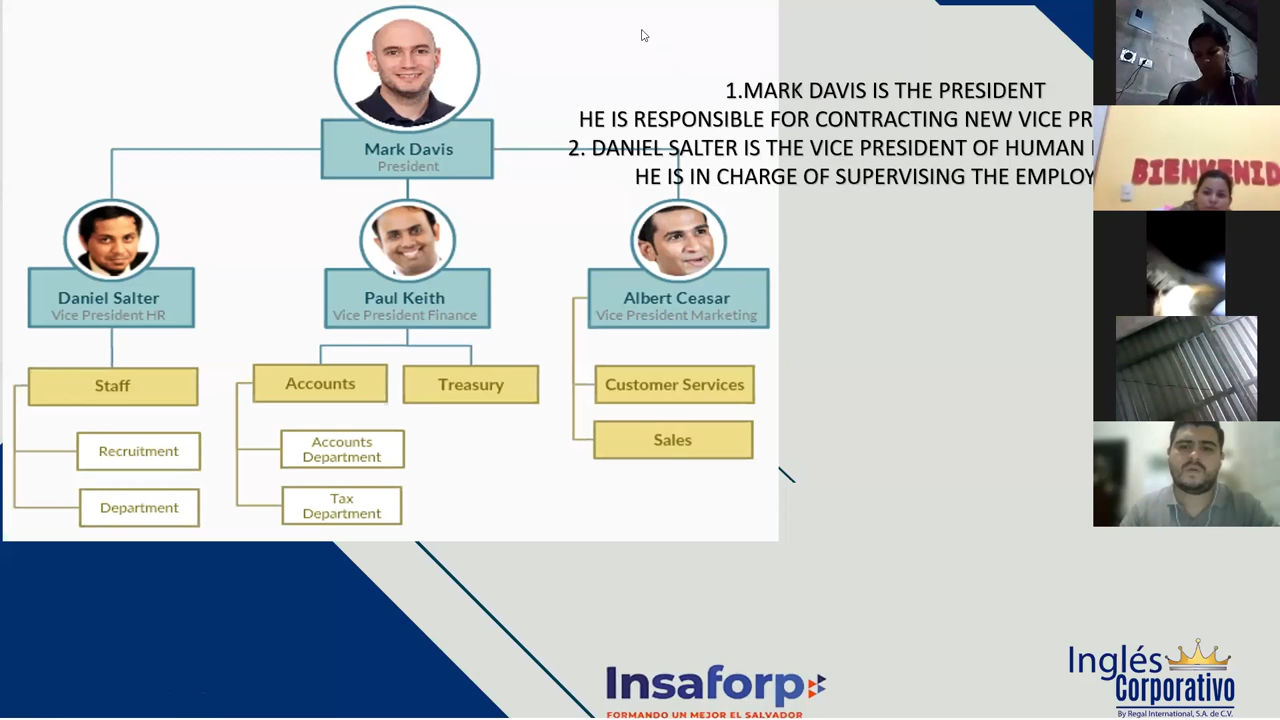 Mark Davis
President
1.MARK DAVIS IS THE PRESIDENT
HE IS RESPONSIBLE FOR CONTRACTING NEW VICE PR
2. DANIEL SALTER IS THE VICE PRESIDENT OF HUMAN
HE IS IN CHARGE OF SUPERVISING THE EMPLOY
BIENVENID
Daniel Salter
Vice President HR
Paul Keith
Vice President Finance
Albert Ceasar
Vice President Marketing
Staff
Recruitment
Department
Accounts
Treasury
Accounts
Department
Tax
Department
Customer Services
Sales
Insaforp
FORMANDO UN MEJOR EL SALVADOR
Inglés
Corporativo
By Regal International, S.A. de C.V.